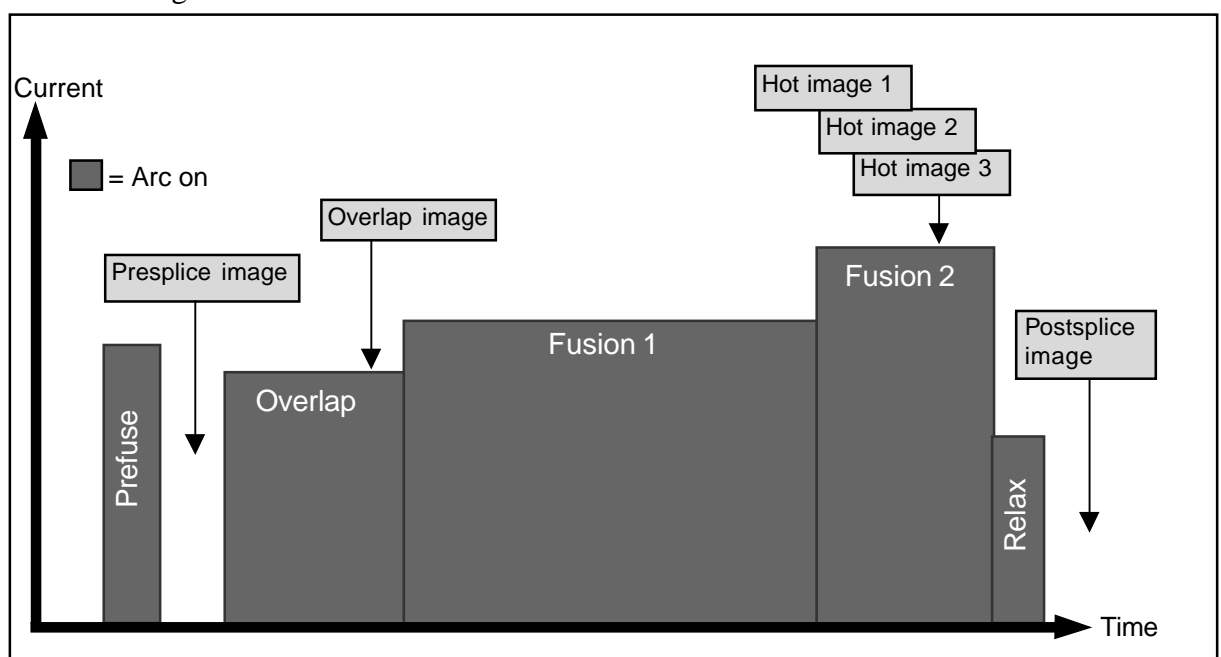 Current
= Arc on
Hot image 1
Hot image 2
Hot image 3
Overlap image
Presplice image
Fusion 2
Fusion 1
Postsplice
image
Overlap
Prefuse
Relax
Time